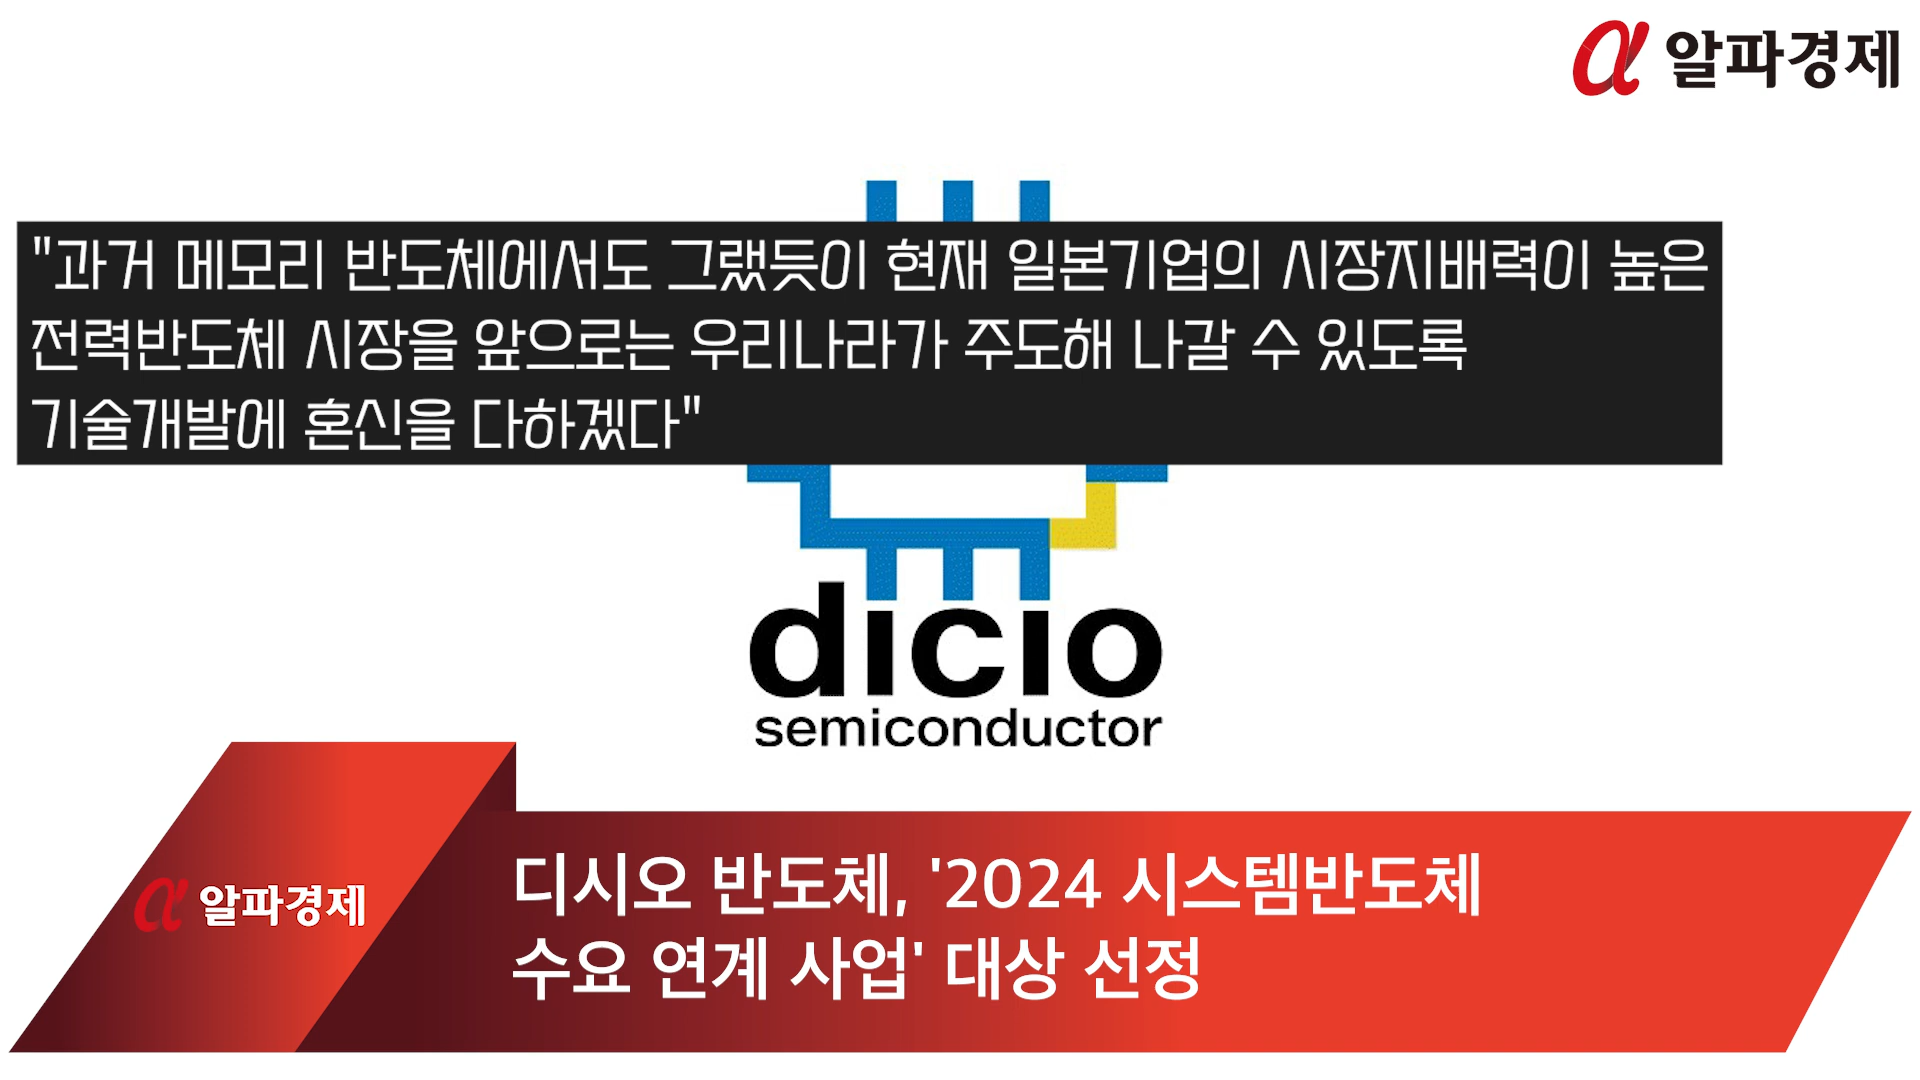 알파경제
"과거 메모리 반도체에서도 그랬듯이 현재 일본기업의 시장지배력이 높은
전력반도체 시장을 앞으로는 우리나라가 주도해 나갈 수 있도록
기술개발에 혼신을 다하겠다"
dicio
semiconductor
알파경제
디시오 반도체, '2024 시스템반도체
수요 연계 사업' 대상 선정